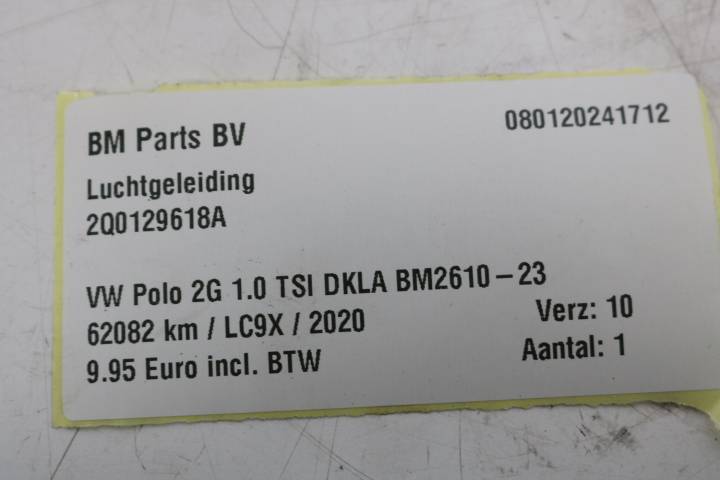 BM Parts BV 080120241712
Luchtgeleiding
2Q0129618A
VW Polo 2G 1.0 TSI DKLA BM2610-23
62082 km / LC9X / 2020 Verz: 10
9.95 Euro incl. BTW Aantal: 1